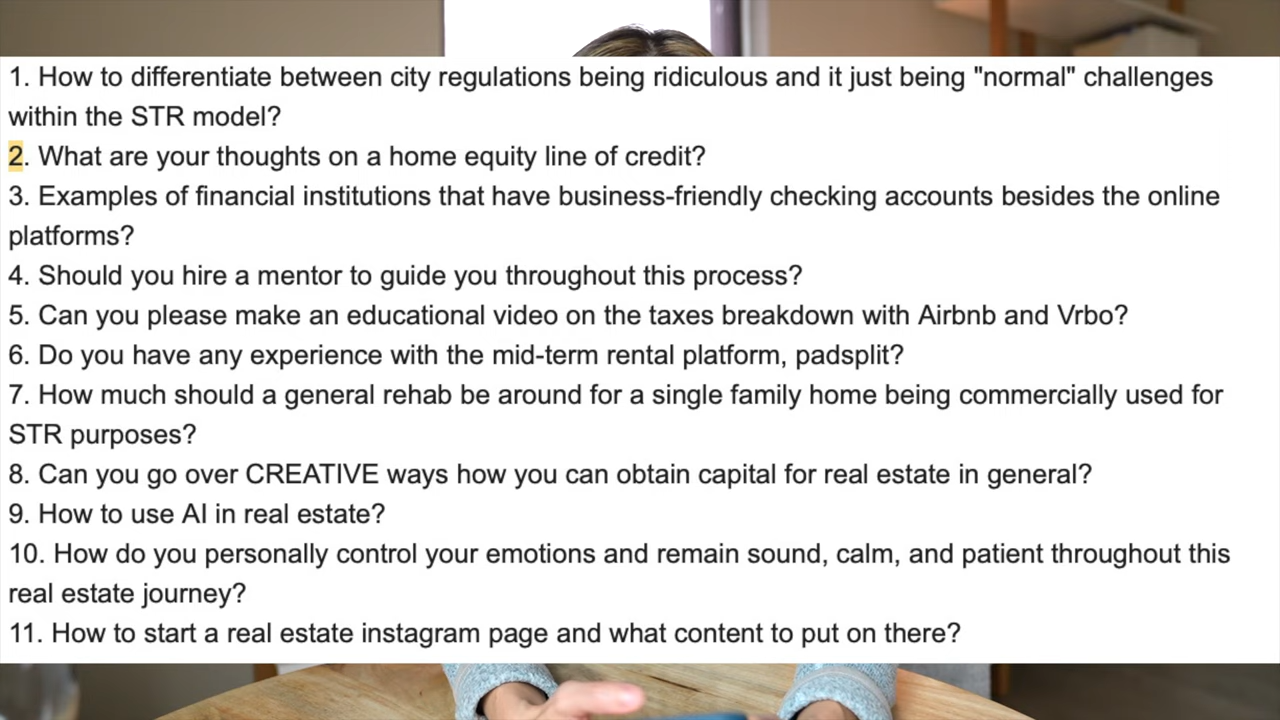 1. How to differentiate between city regulations being ridiculous and it just being "normal" challenges
within the STR model?
2. What are your thoughts on a home equity line of credit?
3. Examples of financial institutions that have business-friendly checking accounts besides the online
platforms?
4. Should you hire a mentor to guide you throughout this process?
5. Can you please make an educational video on the taxes breakdown with Airbnb and Vrbo?
6. Do you have any experience with the mid-term rental platform, padsplit?
7. How much should a general rehab be around for a single family home being commercially used for
STR purposes?
8. Can you go over CREATIVE ways how you can obtain capital for real estate in general?
9. How to use AI in real estate?
10. How do you personally control your emotions and remain sound, calm, and patient throughout this
real estate journey?
11. How to start a real estate instagram page and what content to put on there?